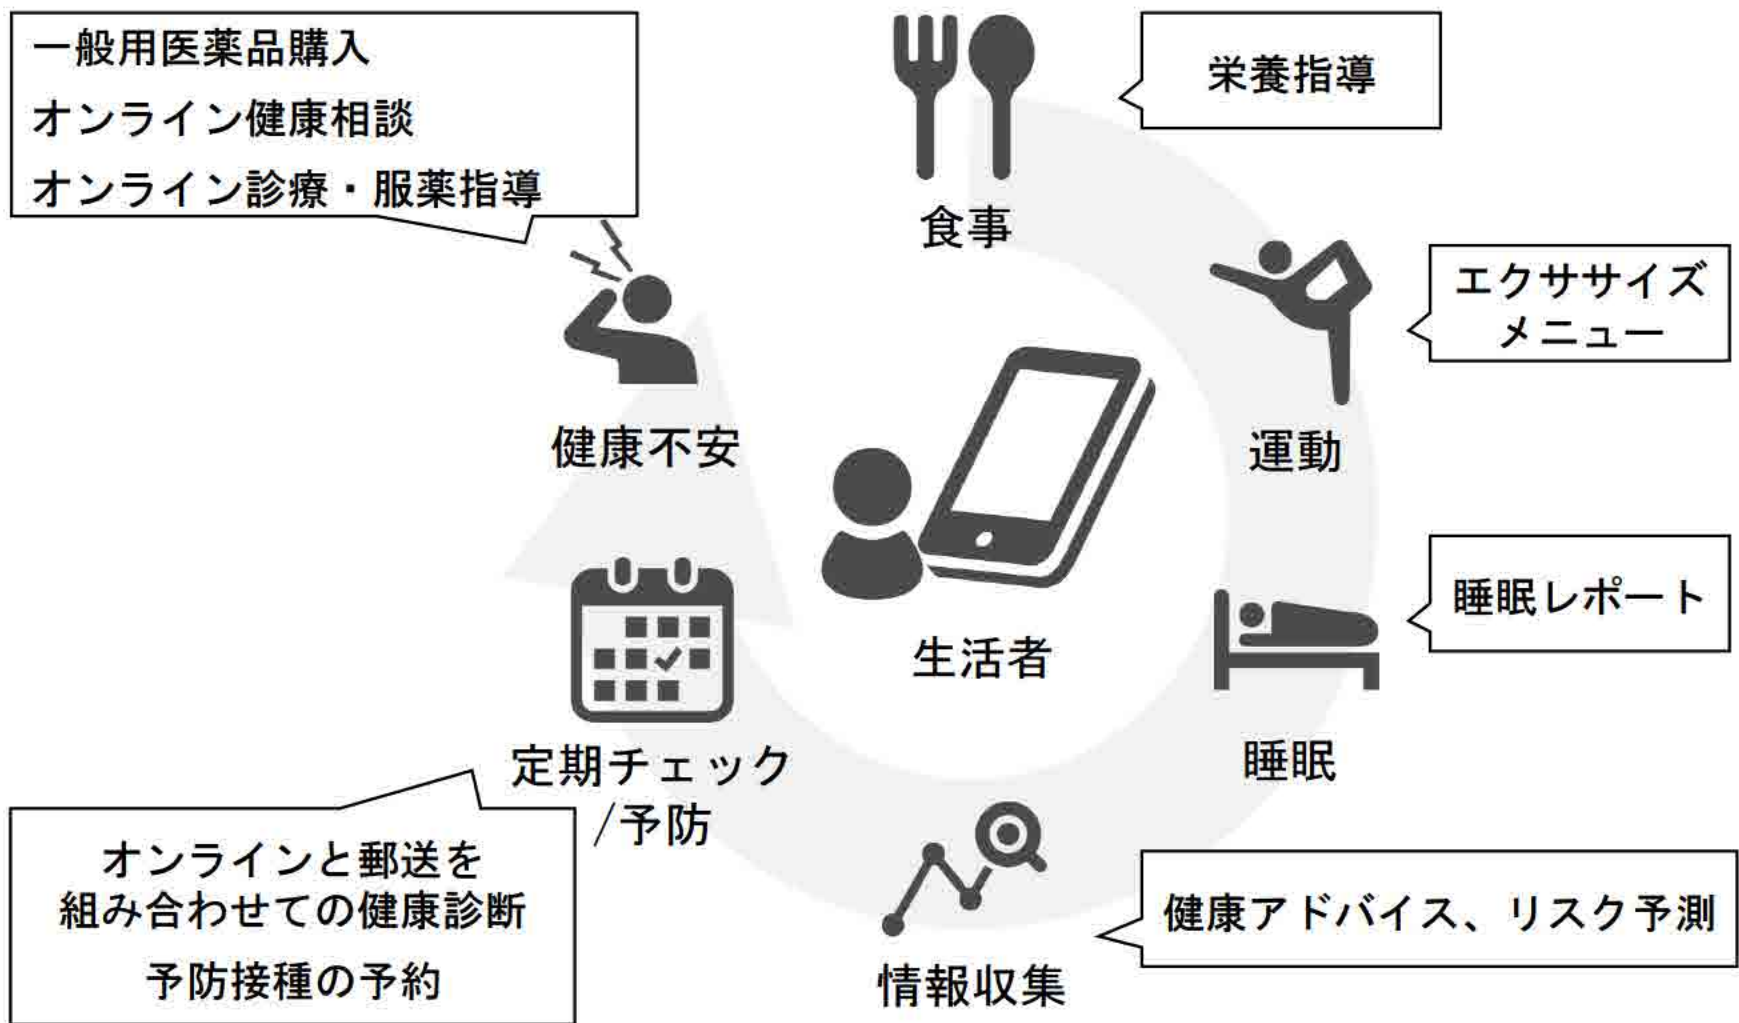 一般用医薬品購入
オンライン健康相談
オンライン診療・服薬指導
栄養指導
食事
エクササイズ
メニュー
運動
健康不安
睡眠レポート
睡眠
生活者
定期チェック
/予防
オンラインと郵送を
組み合わせての健康診断
予防接種の予約
健康アドバイス、リスク予測
情報収集